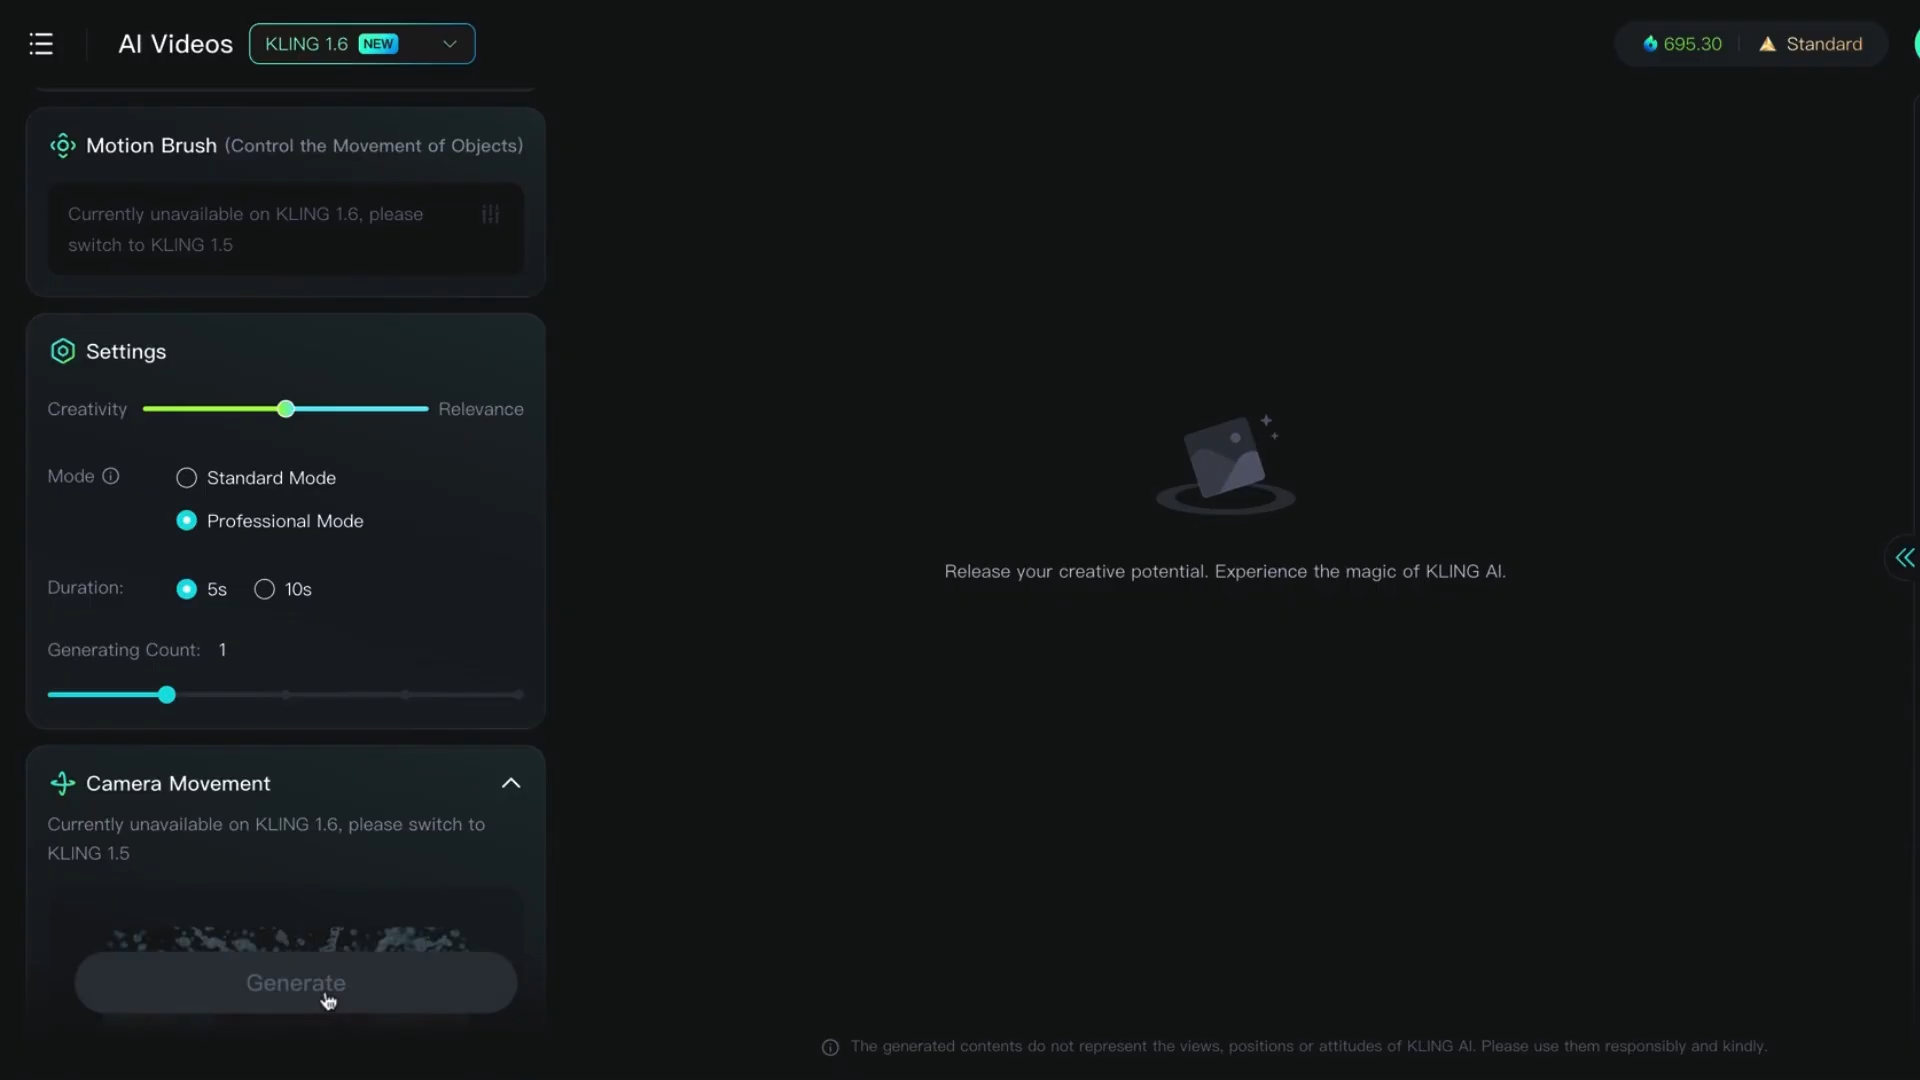 AI Videos
KLING 1.6 NEW
695.30
Standard
Motion Brush (Control the Movement of Objects)
Currently unavailable on KLING 1.6, please
switch to KLING 1.5
Settings
Creativity
Relevance
Mode
Standard Mode
Professional Mode
Duration:
5s
10s
Generating Count: 1
Camera Movement
Currently unavailable on KLING 1.6, please switch to
KLING 1.5
Generate
Release your creative potential. Experience the magic of KLING AI.
The generated contents do not represent the views, positions or attitudes of KLING AI. Please use them responsibly and kindly.